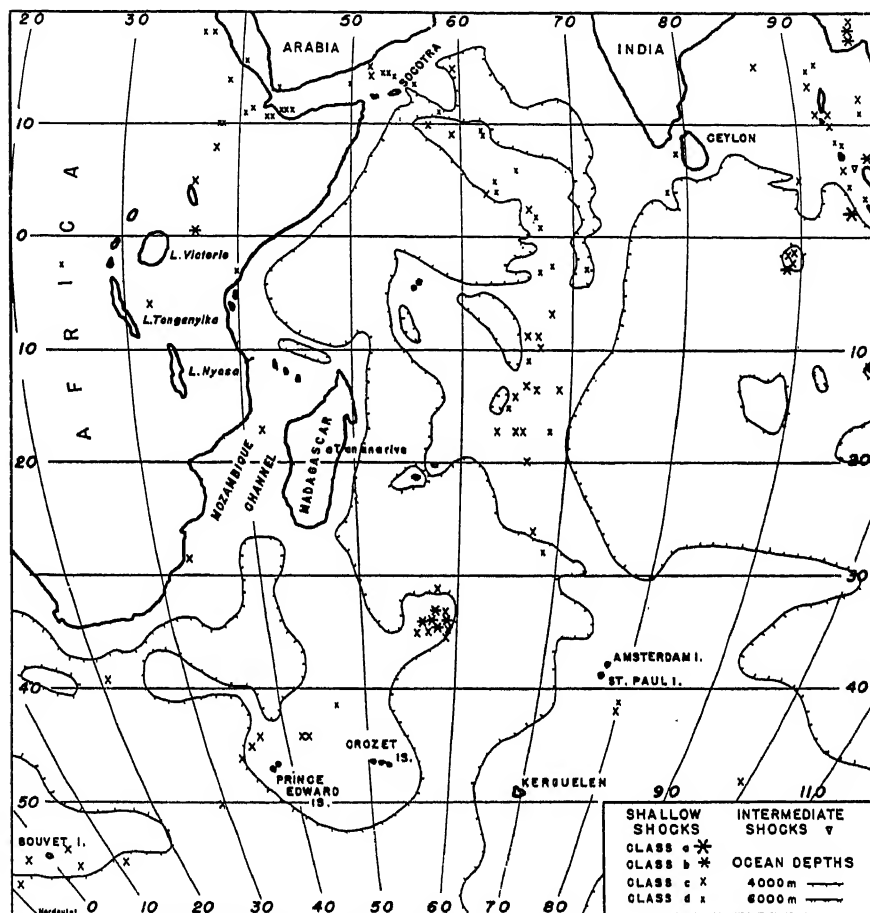 20 30 40 50 60 70 80 90
ARABIA
INDIA
SOCOTRA
10
CEYLON
AFRICA
0 0
L. Victoria
L. Tanganyika
10 10
L. Nyasa
MOZAMBIQUE
CHANNEL
MADAGASCAR
Tananarive
20 20
30
AMSTERDAM I.
ST. PAUL I.
40 40
CROZET
IS.
PRINCE
EDWARD
IS.
KERGUELEN
50
90 110
BOUVET I.
SHALLOW
SHOCKS
INTERMEDIATE
SHOCKS ▽
CLASS a
CLASS b
OCEAN DEPTHS
CLASS c x
4000m
CLASS d x
6000m
0 10 20 30 40 50 60 70 80